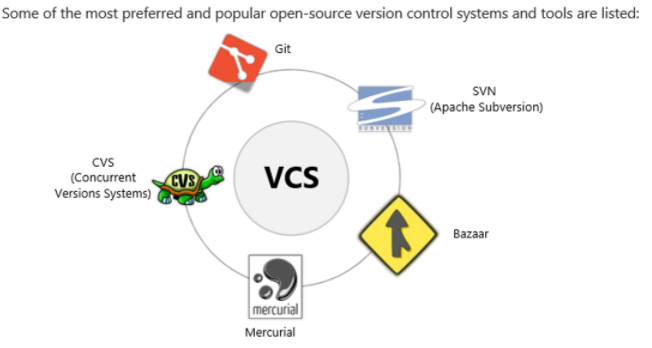 Some of the most preferred and popular open-source version control systems and tools are listed:
Git
SVN
(Apache Subversion)
SUBVERSION
CVS
(Concurrent
Versions Systems)
CVS
VCS
Bazaar
mercurial
Mercurial